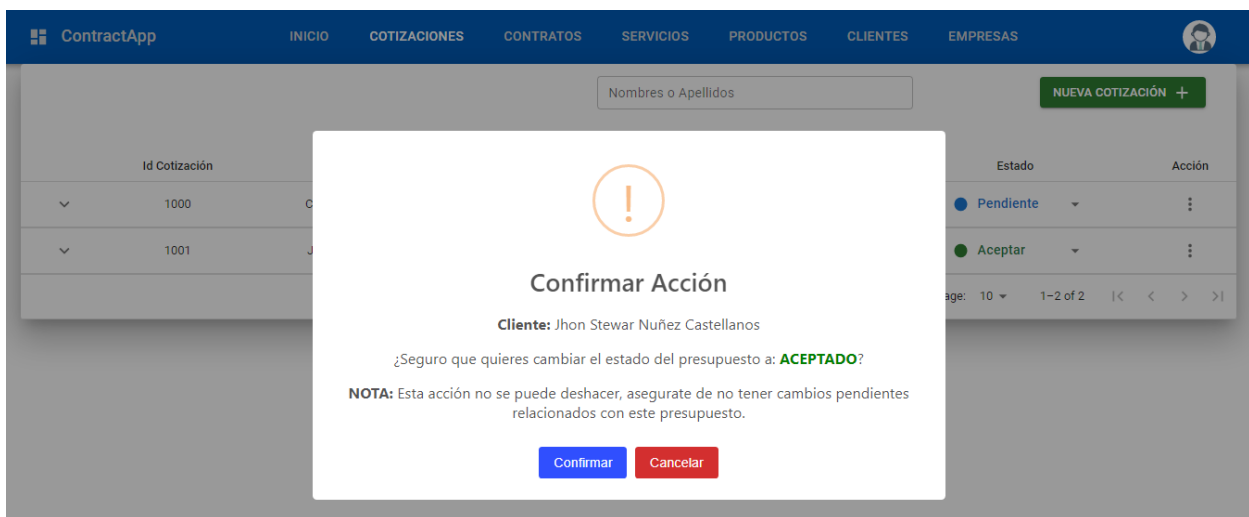 ContractApp INICIO COTIZACIONES CONTRATOS SERVICIOS PRODUCTOS CLIENTES EMPRESAS
Nombres o Apellidos NUEVA COTIZACIÓN +
Id Cotización Estado Acción
1000 C Pendiente
1001 J Aceptar
age: 10 1–2 of 2
!
Confirmar Acción
Cliente: Jhon Stewar Nuñez Castellanos
¿Seguro que quieres cambiar el estado del presupuesto a: ACEPTADO?
NOTA: Esta acción no se puede deshacer, asegurate de no tener cambios pendientes
relacionados con este presupuesto.
Confirmar Cancelar